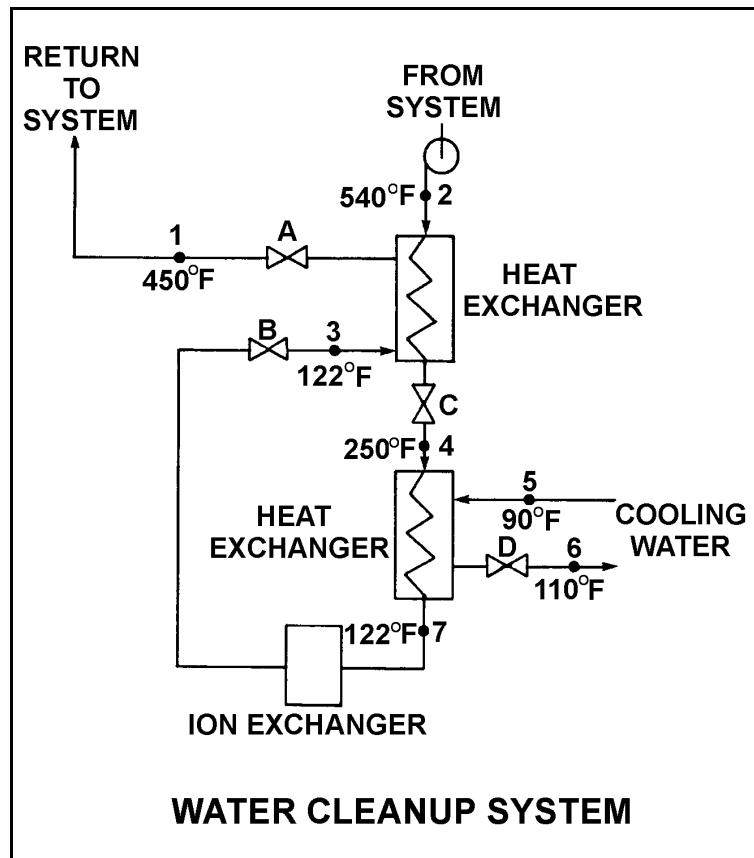 RETURN
TO
SYSTEM
FROM
SYSTEM
540°F 2
1
A
450°F
HEAT
EXCHANGER
B
3
122°F
C
250°F 4
HEAT
EXCHANGER
5
90°F
COOLING
WATER
D
6
110°F
122°F 7
ION EXCHANGER
WATER CLEANUP SYSTEM